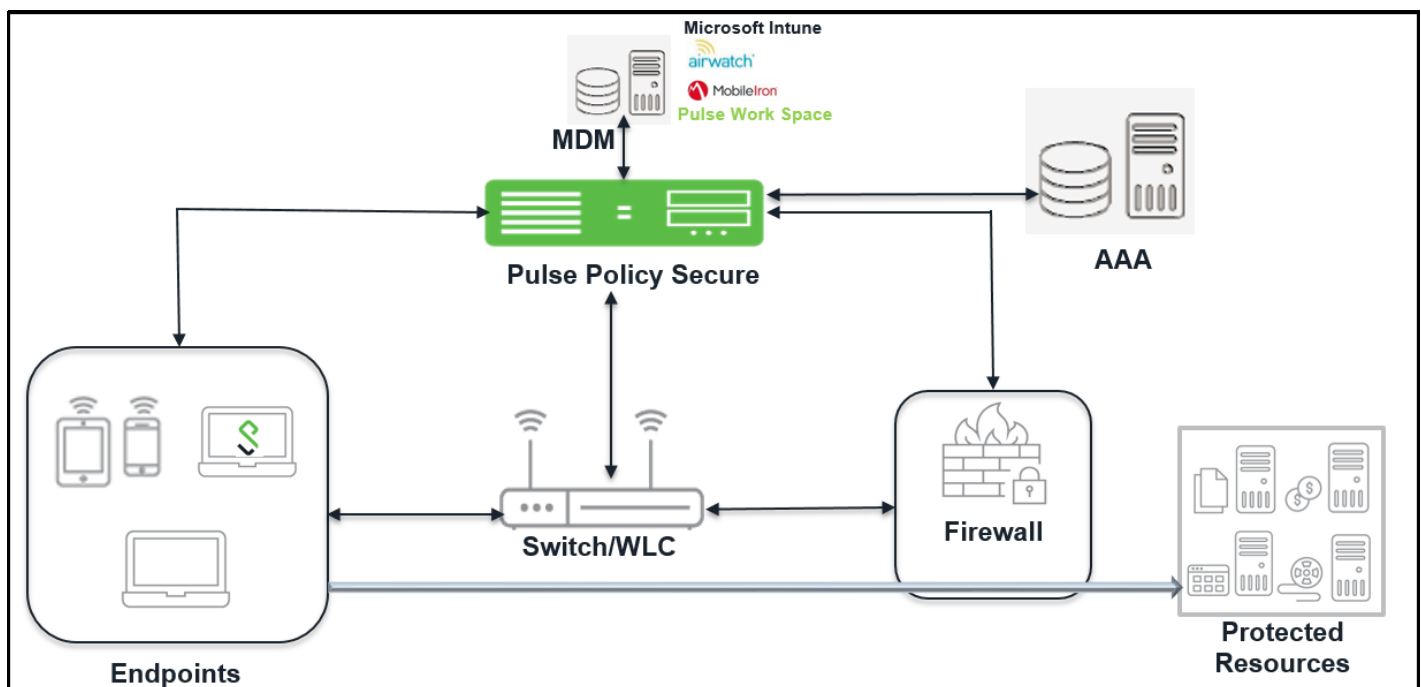 Microsoft Intune
airwatch
MobileIron
Pulse Work Space
MDM
AAA
Pulse Policy Secure
Switch/WLC
Firewall
Endpoints
Protected
Resources